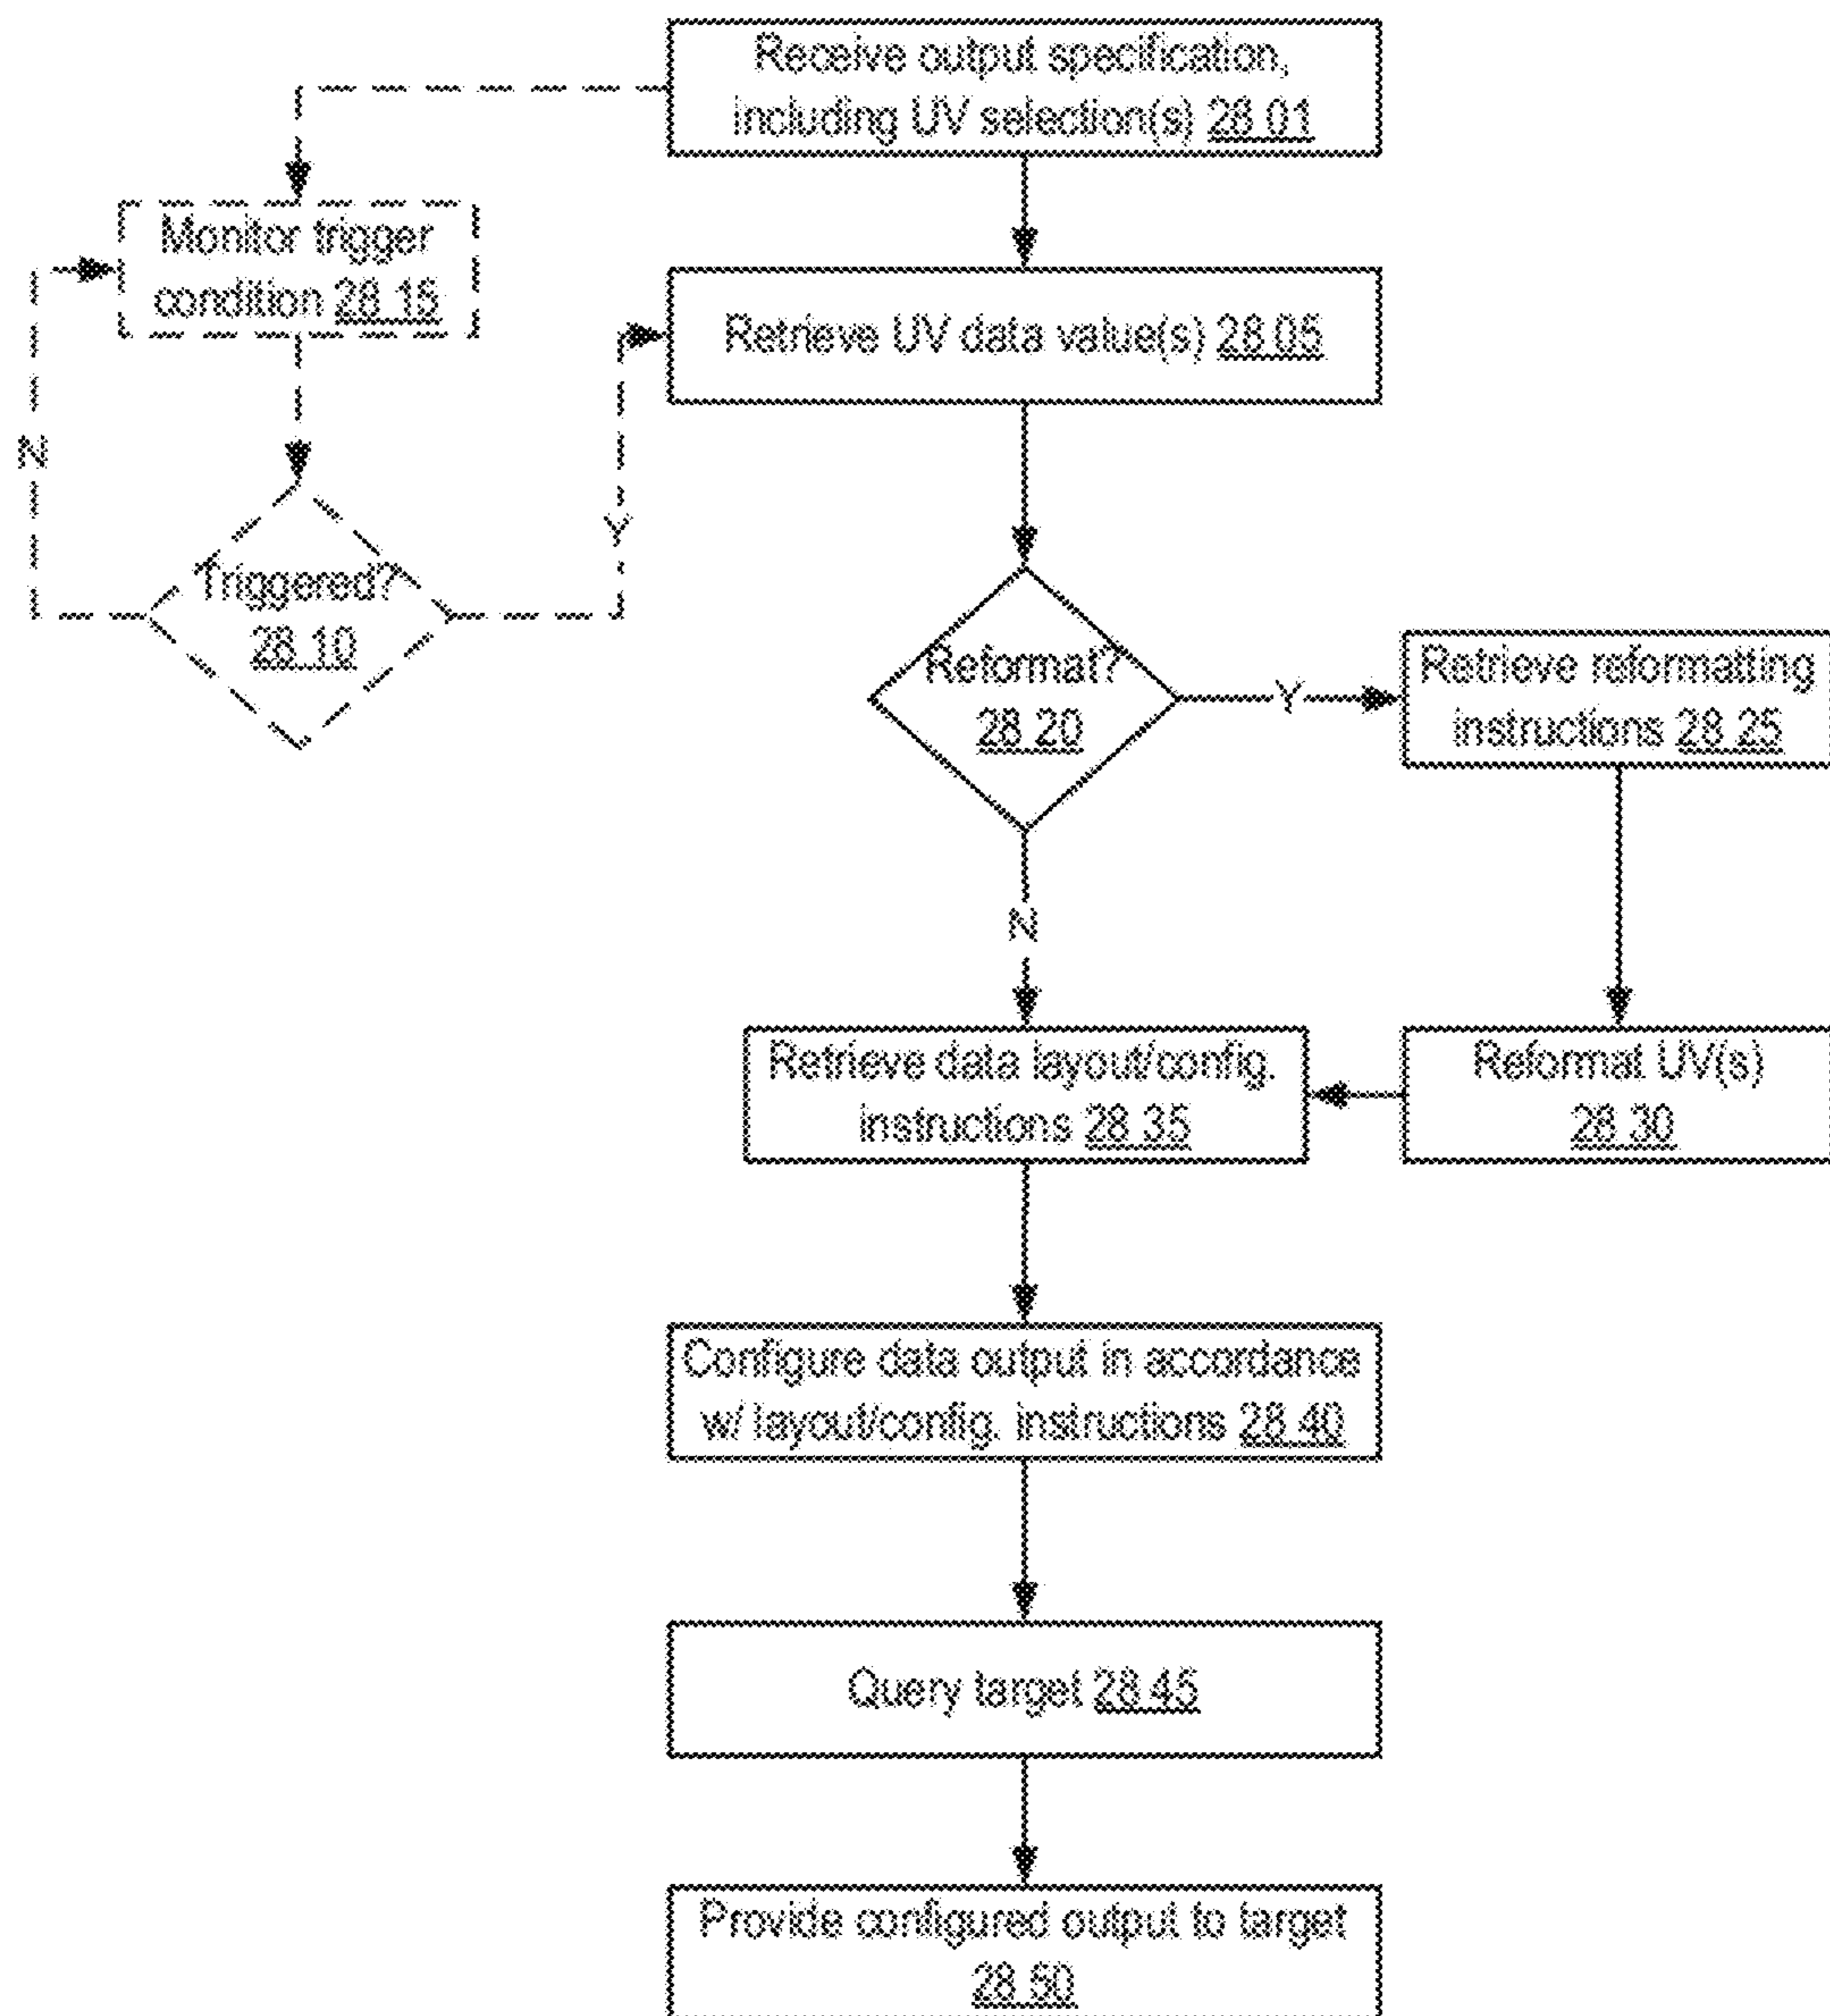 Receive output specification,
including UV selection(s) 28.01
Monitor trigger
condition 28.15
Retrieve UV data value(s) 28.05
N
Y
Triggered?
28.10
Reformat?
28.20
Y
Retrieve reformatting
instructions 28.25
N
Retrieve data layout/config.
instructions 28.35
Reformat UV(s)
28.30
Configure data output in accordance
w/ layout/config. instructions 28.40
Query target 28.45
Provide configured output to target
28.50